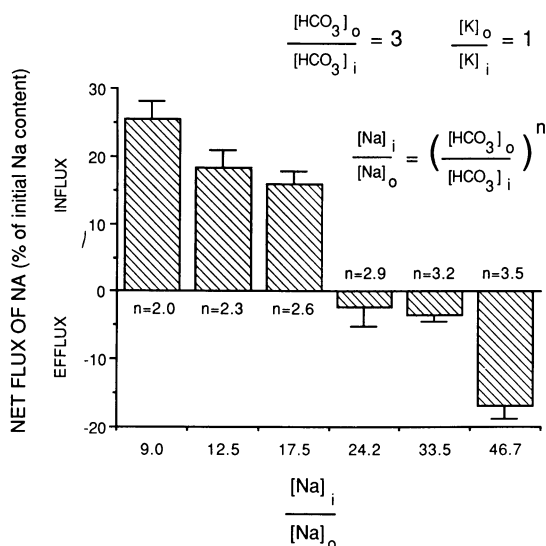 [HCO3]o / [HCO3]i = 3
[K]o / [K]i = 1
[Na]i / [Na]o = ([HCO3]o / [HCO3]i)n
NET FLUX OF NA (% of initial Na content)
INFLUX
EFFLUX
30
20
10
0
-10
-20
n=2.0 n=2.3 n=2.6 n=2.9 n=3.2 n=3.5
9.0 12.5 17.5 24.2 33.5 46.7
[Na]i
[Na]o